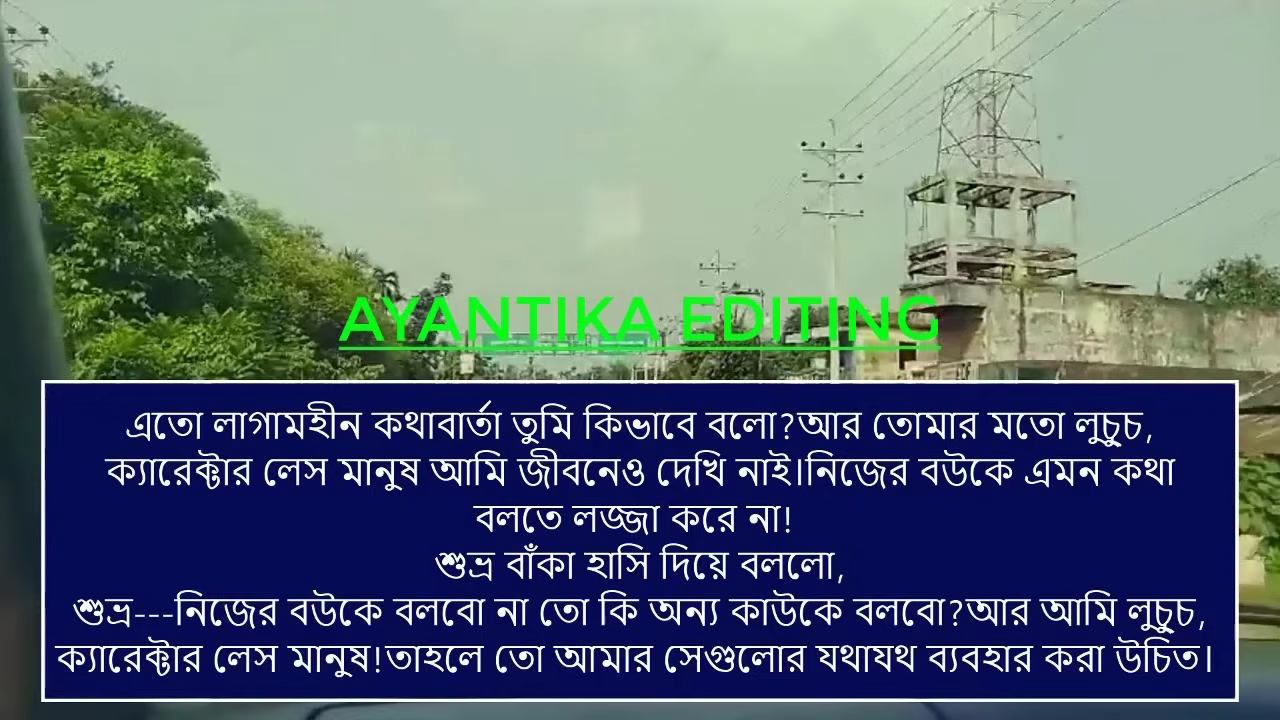 AYANTIKA EDITING
এতো লাগামহীন কথাবার্তা তুমি কিভাবে বলো?আর তোমার মতো লুচুচ,
ক্যারেক্টার লেস মানুষ আমি জীবনেও দেখি নাই।নিজের বউকে এমন কথা
বলতে লজ্জা করে না!
শুভ্র বাঁকা হাসি দিয়ে বললো,
শুভ্র---নিজের বউকে বলবো না তো কি অন্য কাউকে বলবো?আর আমি লুচুচ,
ক্যারেক্টার লেস মানুষ!তাহলে তো আমার সেগুলোর যথাযথ ব্যবহার করা উচিত।